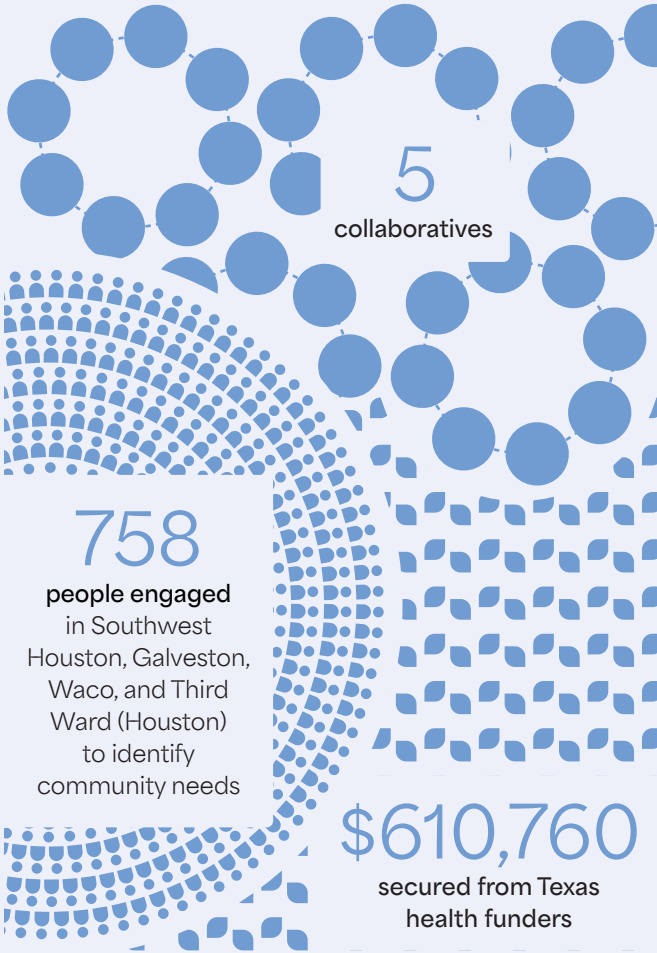 5
collaboratives
758
people engaged
in Southwest
Houston, Galveston,
Waco, and Third
Ward (Houston)
to identify
community needs
$610,760
secured from Texas
health funders